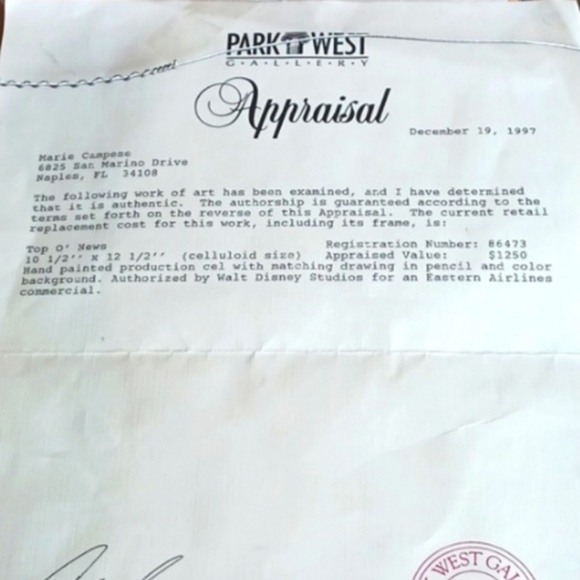 PARK WEST
G·A·L·L·E·R·Y
Appraisal
December 19, 1997
Marie Campese
6825 San Marino Drive
Naples, FL 34108
The following work of art has been examined, and I have determined
that it is authentic. The authorship is guaranteed according to the
terms set forth on the reverse of this Appraisal. The current retail
replacement cost for this work, including its frame, is:
Top O' News Registration Number: 86473
10 1/2'' x 12 1/2'' (celluloid size) Appraised Value: $1250
Hand painted production cel with matching drawing in pencil and color
background. Authorized by Walt Disney Studios for an Eastern Airlines
commercial.
WEST GAL